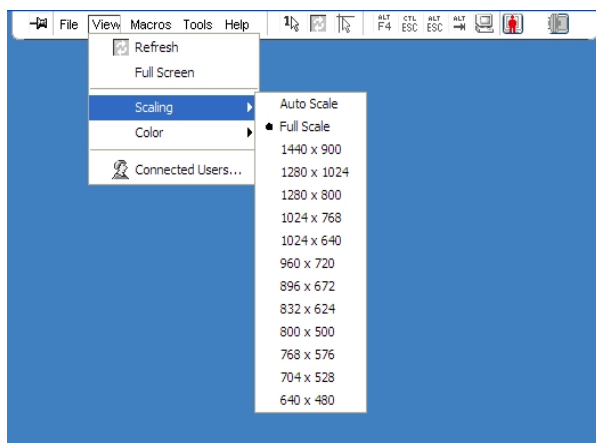 File View Macros Tools Help 1 ALT F4 CTL ESC ALT ESC ALT
Refresh
Full Screen
Scaling
Color
Connected Users...
Auto Scale
Full Scale
1440 x 900
1280 x 1024
1280 x 800
1024 x 768
1024 x 640
960 x 720
896 x 672
832 x 624
800 x 500
768 x 576
704 x 528
640 x 480